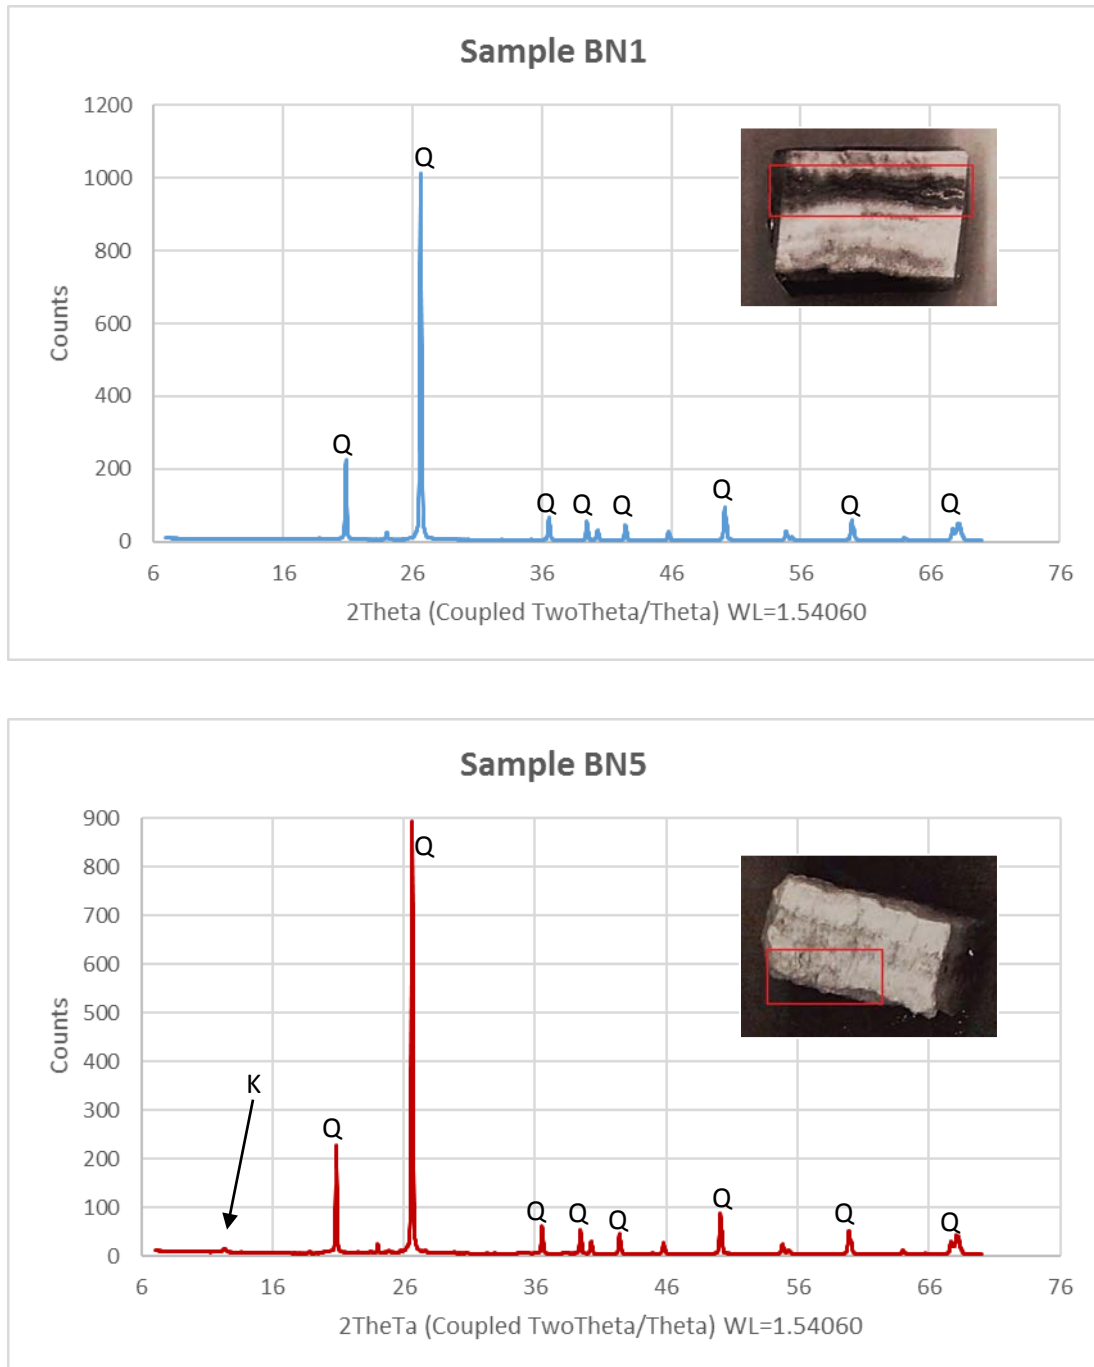 Sample BN1
1200
1000
800
600
400
200
0
Counts
Q
Q
Q
Q
Q
Q
Q
Q
6 16 26 36 46 56 66 76
2Theta (Coupled TwoTheta/Theta) WL=1.54060
Sample BN5
900
800
700
600
500
400
300
200
100
0
Counts
K
Q
Q
Q
Q
Q
Q
Q
Q
6 16 26 36 46 56 66 76
2TheTa (Coupled TwoTheta/Theta) WL=1.54060